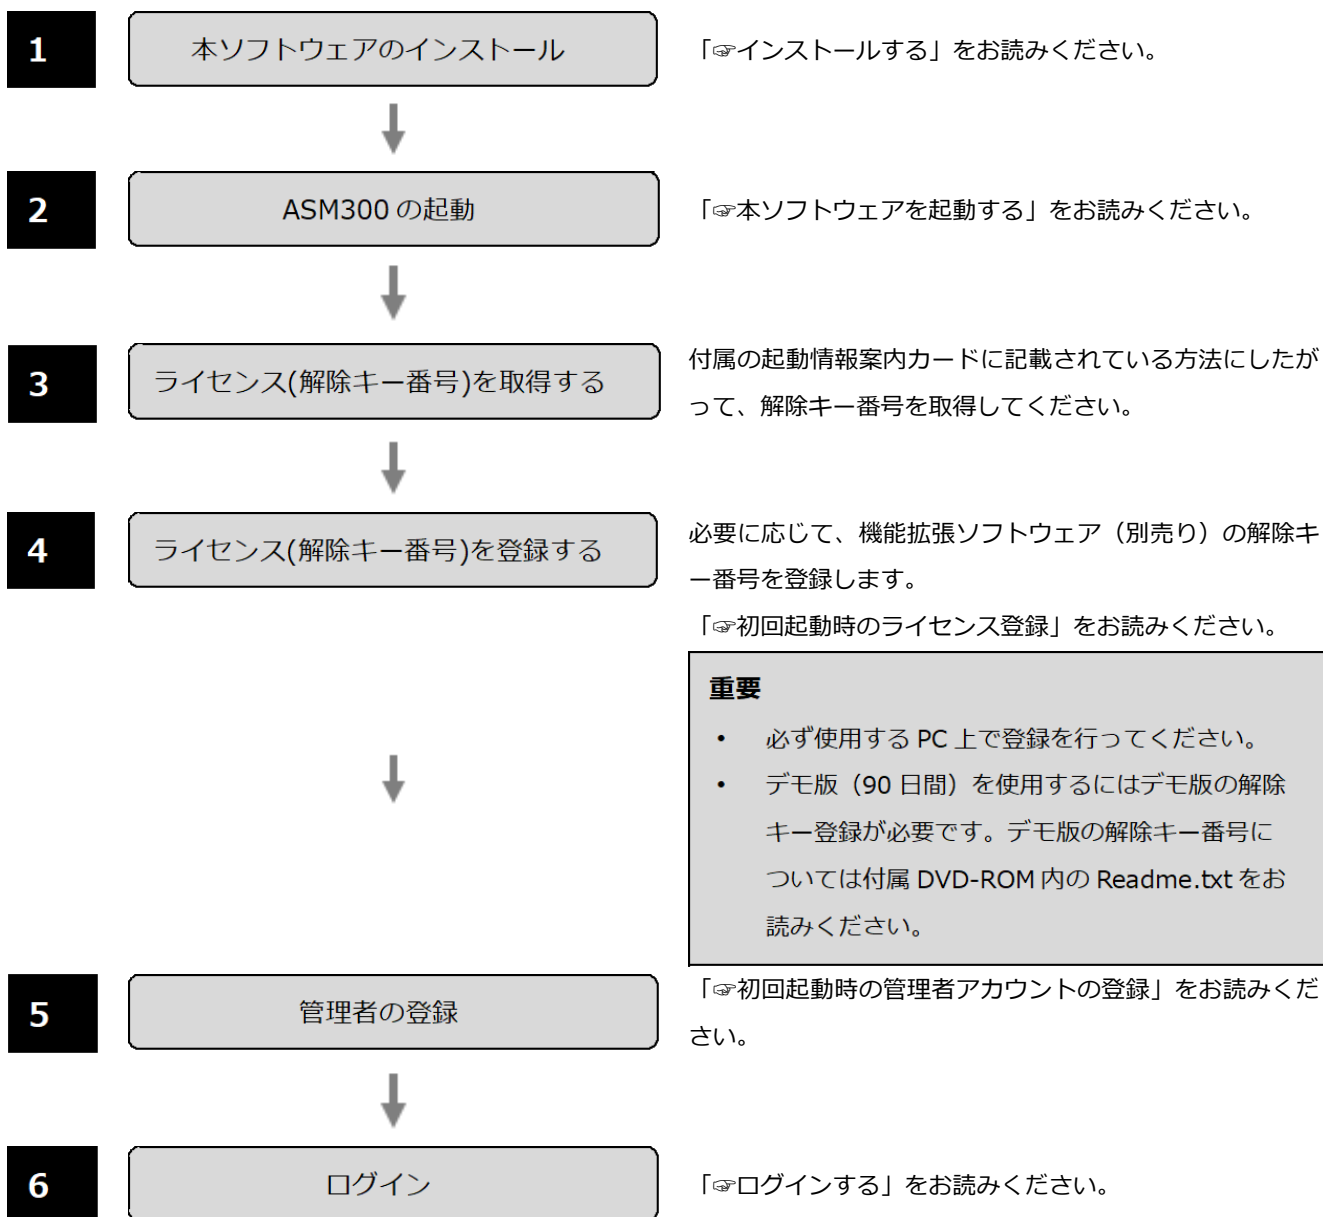 1
本ソフトウェアのインストール
「☞インストールする」をお読みください。
2
ASM300 の起動
「☞本ソフトウェアを起動する」をお読みください。
3
ライセンス(解除キー番号)を取得する
付属の起動情報案内カードに記載されている方法にしたが
って、解除キー番号を取得してください。
4
ライセンス(解除キー番号)を登録する
必要に応じて、機能拡張ソフトウェア（別売り）の解除キ
ー番号を登録します。
「☞初回起動時のライセンス登録」をお読みください。
重要
• 必ず使用する PC 上で登録を行ってください。
• デモ版（90 日間）を使用するにはデモ版の解除
キー登録が必要です。デモ版の解除キー番号に
ついては付属 DVD-ROM 内の Readme.txt をお
読みください。
5
管理者の登録
「☞初回起動時の管理者アカウントの登録」をお読みくだ
さい。
6
ログイン
「☞ログインする」をお読みください。